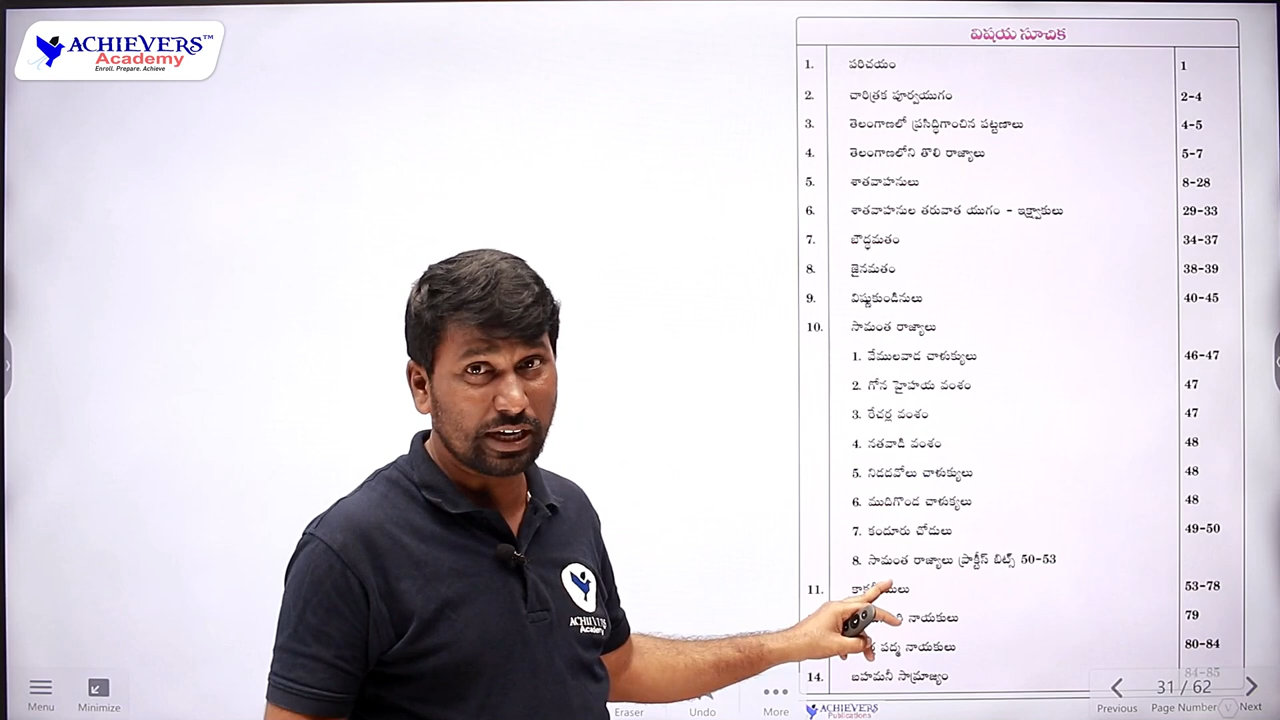 ACHIEVERS™
Academy
Enroll. Prepare. Achieve
విషయ సూచిక
1. పరిచయం 1
2. చారిత్రక పూర్వయుగం 2-4
3. తెలంగాణలో ప్రసిద్ధిగాంచిన పట్టణాలు 4-5
4. తెలంగాణలోని తొలి రాజ్యాలు 5-7
5. శాతవాహనులు 8-28
6. శాతవాహనుల తరువాత యుగం - ఇక్ష్వాకులు 29-33
7. బౌద్ధమతం 34-37
8. జైనమతం 38-39
9. విష్ణుకుండినులు 40-45
10. సామంత రాజ్యాలు
1. వేములవాడ చాళుక్యులు 46-47
2. గోన హైహయ వంశం 47
3. రేచర్ల వంశం 47
4. నతవాడి వంశం 48
5. నిడదవోలు చాళుక్యులు 48
6. ముదిగొండ చాళుక్యులు 48
7. కందూరు చోడులు 49-50
8. సామంత రాజ్యాలు ప్రాక్టీస్ బిట్స్ 50-53
11. 53-78
నాయకులు 79
పద్మ నాయకులు 80-84
14. బహమనీ సామ్రాజ్యం 84-85
ACHIEVERS
Academy
Menu Minimize Eraser Undo More Previous 31 / 62 Page Number V Next
ACHIEVERS
Publications